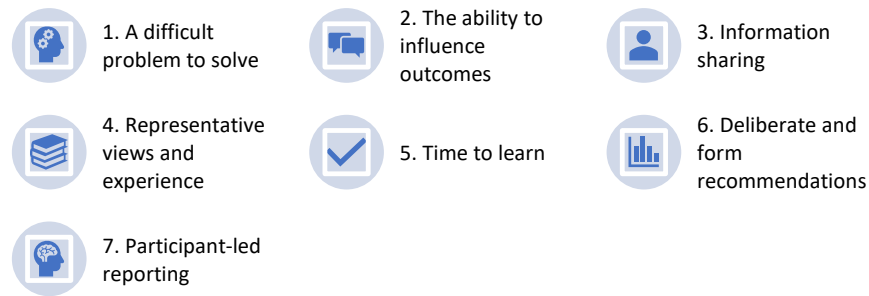 1. A difficult
problem to solve
2. The ability to
influence
outcomes
3. Information
sharing
4. Representative
views and
experience
5. Time to learn
6. Deliberate and
form
recommendations
7. Participant-led
reporting